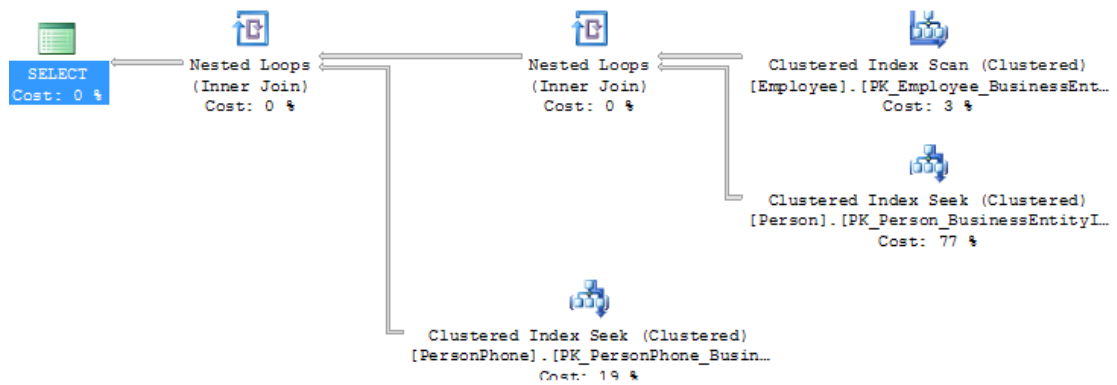 SELECT
Cost: 0 %
Nested Loops
(Inner Join)
Cost: 0 %
Nested Loops
(Inner Join)
Cost: 0 %
Clustered Index Scan (Clustered)
[Employee].[PK_Employee_BusinessEnt…
Cost: 3 %
Clustered Index Seek (Clustered)
[Person].[PK_Person_BusinessEntityI…
Cost: 77 %
Clustered Index Seek (Clustered)
[PersonPhone].[PK_PersonPhone_Busin…
Cost: 19 %